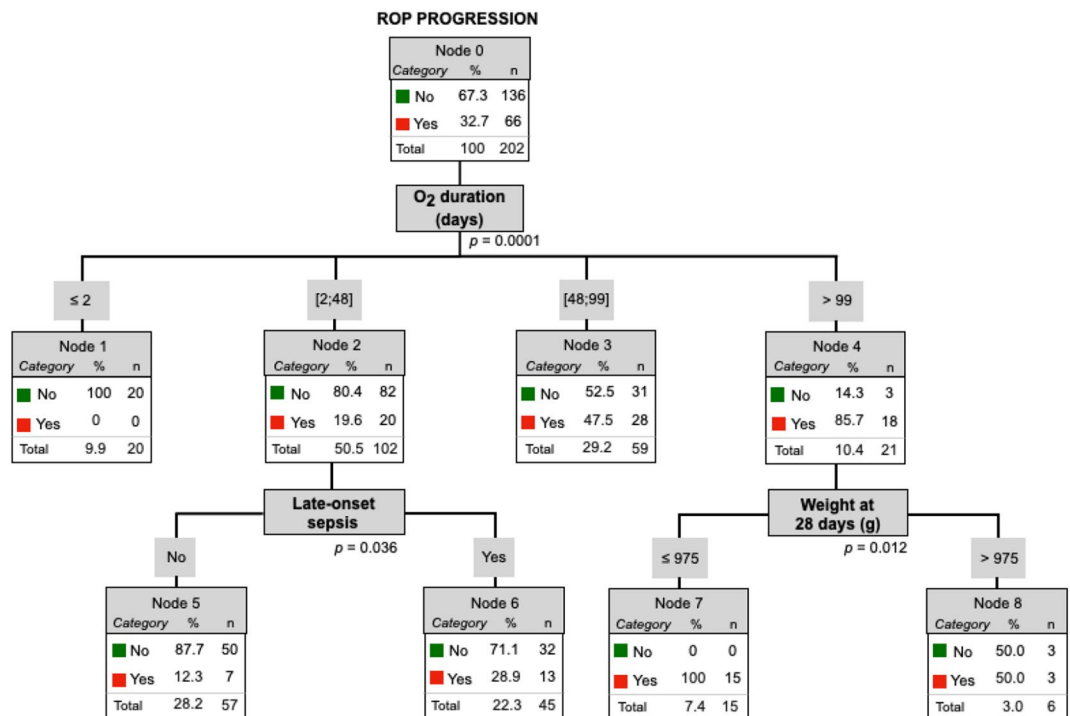 ROP PROGRESSION
Node 0
Category % n
No 67.3 136
Yes 32.7 66
Total 100 202
O2 duration
(days)
p = 0.0001
≤ 2
[2;48]
[48;99]
> 99
Node 1
Category % n
No 100 20
Yes 0 0
Total 9.9 20
Node 2
Category % n
No 80.4 82
Yes 19.6 20
Total 50.5 102
Node 3
Category % n
No 52.5 31
Yes 47.5 28
Total 29.2 59
Node 4
Category % n
No 14.3 3
Yes 85.7 18
Total 10.4 21
Late-onset
sepsis
p = 0.036
Weight at
28 days (g)
p = 0.012
No
Yes
≤ 975
> 975
Node 5
Category % n
No 87.7 50
Yes 12.3 7
Total 28.2 57
Node 6
Category % n
No 71.1 32
Yes 28.9 13
Total 22.3 45
Node 7
Category % n
No 0 0
Yes 100 15
Total 7.4 15
Node 8
Category % n
No 50.0 3
Yes 50.0 3
Total 3.0 6